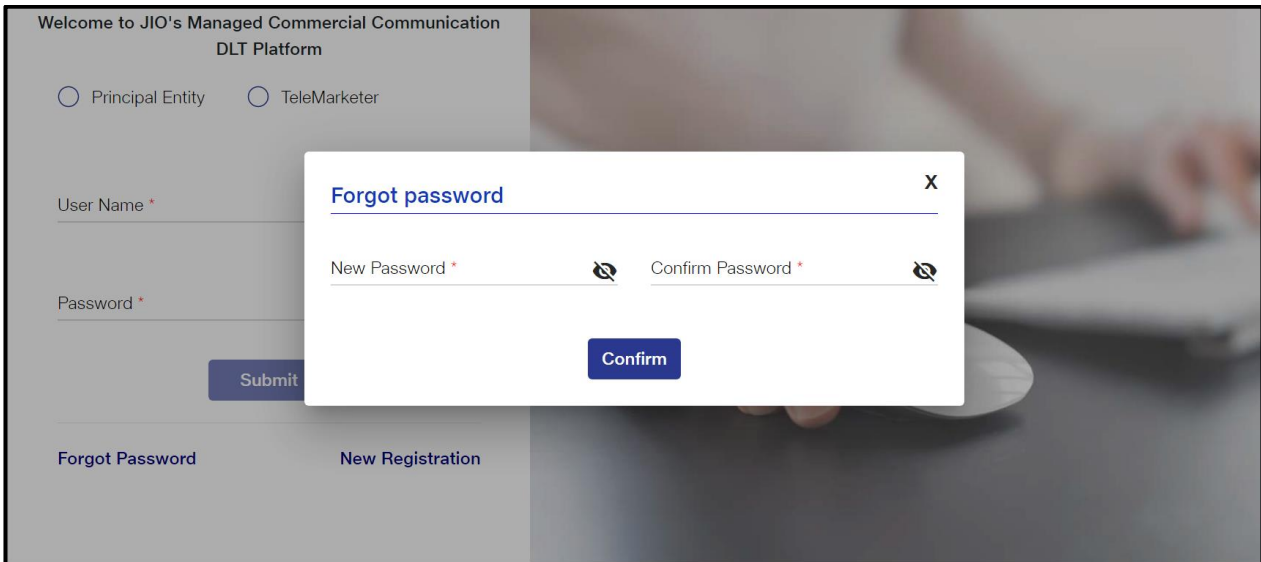 Welcome to JIO's Managed Commercial Communication
DLT Platform
Principal Entity TeleMarketer
User Name *
Password *
Submit
Forgot Password New Registration
Forgot password X
New Password * Confirm Password *
Confirm